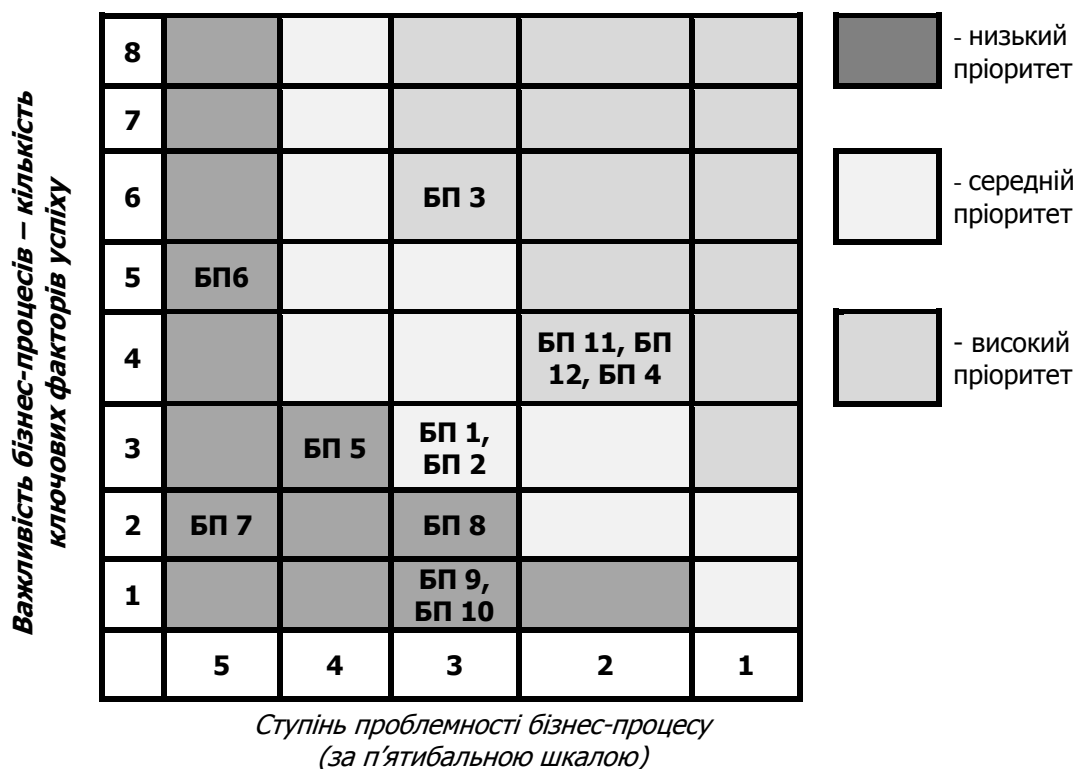 Важливість бізнес-процесів – кількість
ключових факторів успіху
8
7
6
БП 3
5
БП6
4
БП 11, БП
12, БП 4
3
БП 5
БП 1,
БП 2
2
БП 7
БП 8
1
БП 9,
БП 10
5
4
3
2
1
Ступінь проблемності бізнес-процесу
(за п'ятибальною шкалою)
- низький
пріоритет
- середній
пріоритет
- високий
пріоритет